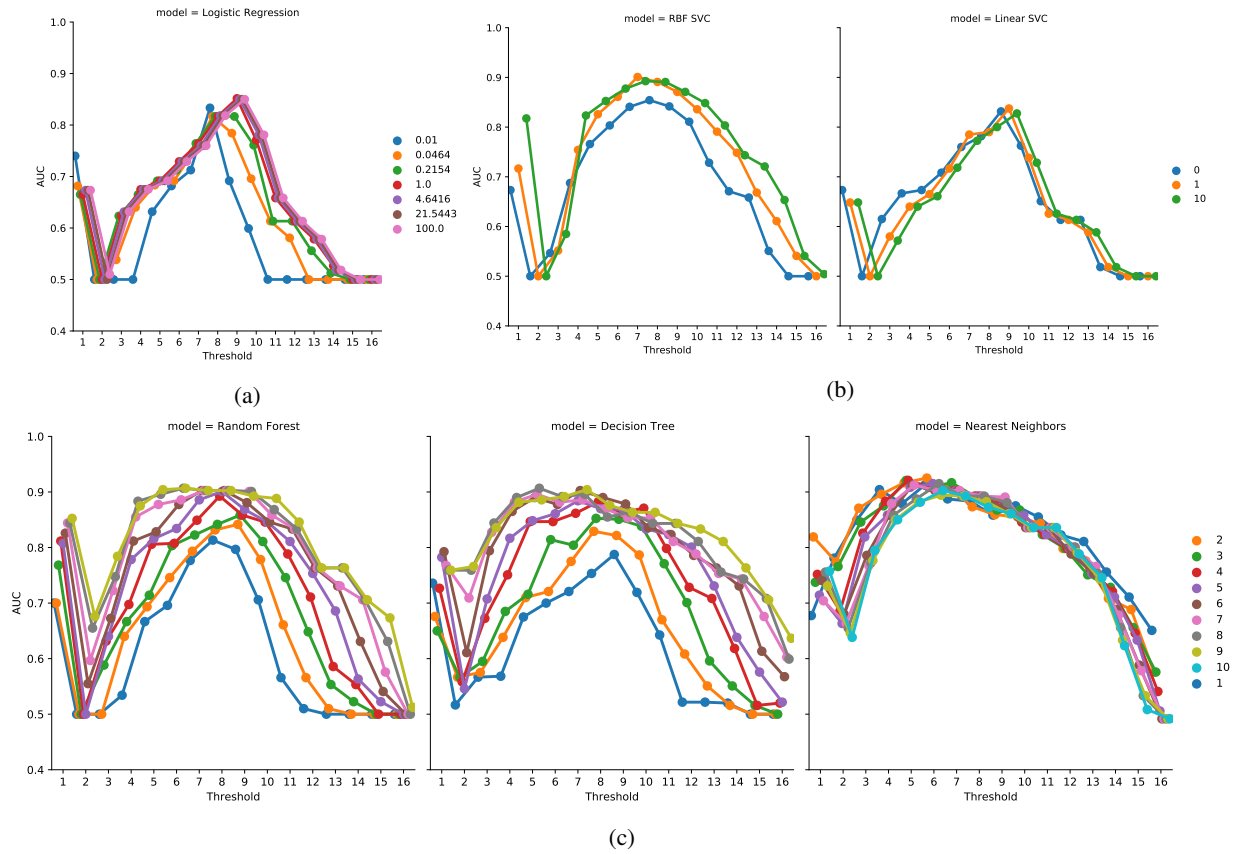 model = Logistic Regression
1.0
0.9
0.8
0.7
0.6
0.5
0.4
AUC
1 2 3 4 5 6 7 8 9 10 11 12 13 14 15 16
Threshold
0.01
0.0464
0.2154
1.0
4.6416
21.5443
100.0
(a)
model = RBF SVC
1.0
0.9
0.8
0.7
0.6
0.5
0.4
AUC
1 2 3 4 5 6 7 8 9 10 11 12 13 14 15 16
Threshold
model = Linear SVC
1 2 3 4 5 6 7 8 9 10 11 12 13 14 15 16
Threshold
0
1
10
(b)
model = Random Forest
1.0
0.9
0.8
0.7
0.6
0.5
0.4
AUC
1 2 3 4 5 6 7 8 9 10 11 12 13 14 15 16
Threshold
model = Decision Tree
1 2 3 4 5 6 7 8 9 10 11 12 13 14 15 16
Threshold
model = Nearest Neighbors
1 2 3 4 5 6 7 8 9 10 11 12 13 14 15 16
Threshold
2
3
4
5
6
7
8
9
10
1
(c)